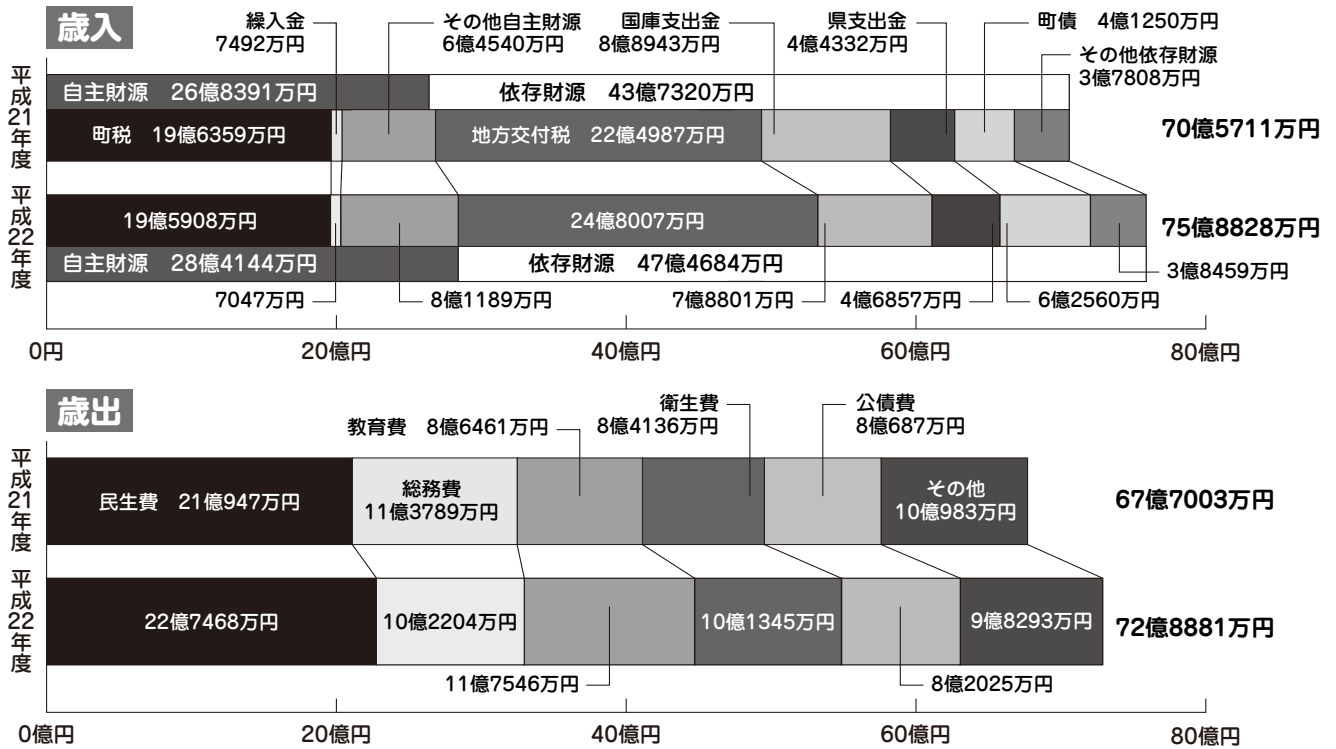 歳入
繰入金
7492万円
その他自主財源
6億4540万円
国庫支出金
8億8943万円
県支出金
4億4332万円
町債 4億1250万円
その他依存財源
3億7808万円
平成21年度
自主財源 26億8391万円
依存財源 43億7320万円
町税 19億6359万円
地方交付税 22億4987万円
70億5711万円
平成22年度
19億5908万円
24億8007万円
75億8828万円
自主財源 28億4144万円
依存財源 47億4684万円
3億8459万円
7047万円
8億1189万円
7億8801万円
4億6857万円
6億2560万円
0円
20億円
40億円
60億円
80億円
歳出
教育費 8億6461万円
衛生費
8億4136万円
公債費
8億687万円
平成21年度
民生費 21億947万円
総務費
11億3789万円
その他
10億983万円
67億7003万円
平成22年度
22億7468万円
10億2204万円
10億1345万円
9億8293万円
72億8881万円
11億7546万円
8億2025万円
0億円
20億円
40億円
60億円
80億円